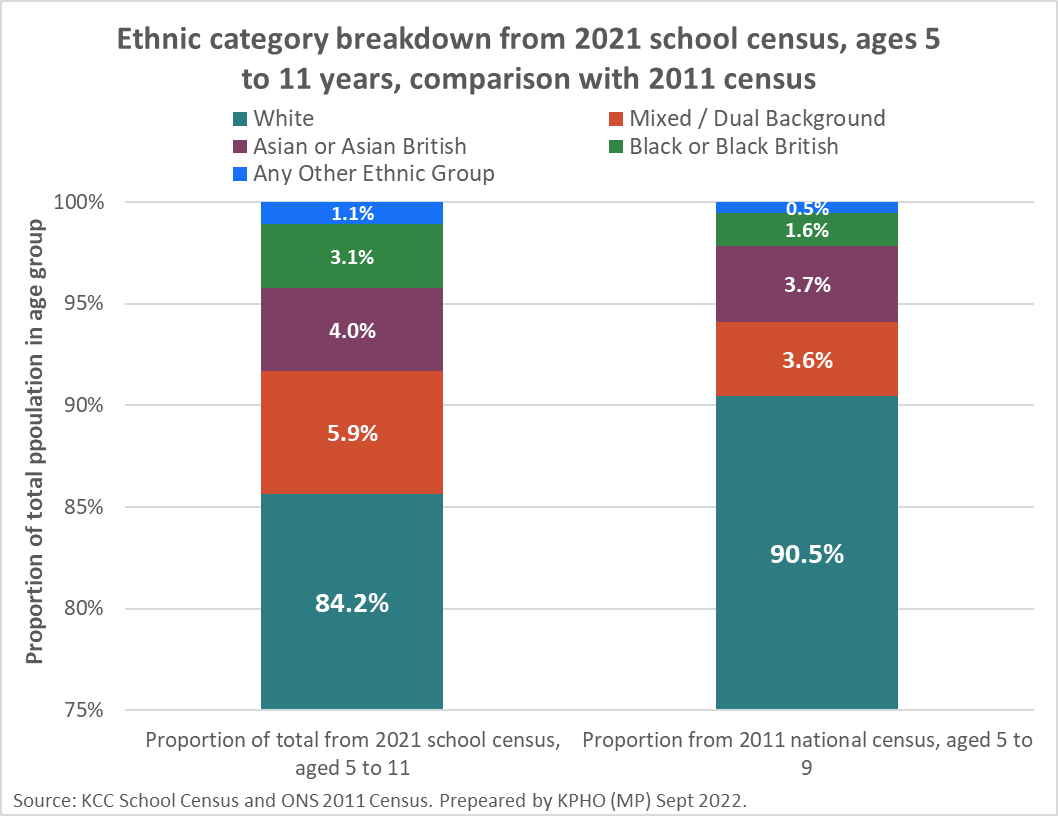 Ethnic category breakdown from 2021 school census, ages 5
to 11 years, comparison with 2011 census
White
Mixed / Dual Background
Asian or Asian British
Black or Black British
Any Other Ethnic Group
Proportion of total ppoulation in age group
100%
95%
90%
85%
80%
75%
1.1%
3.1%
4.0%
5.9%
84.2%
0.5%
1.6%
3.7%
3.6%
90.5%
Proportion of total from 2021 school census,
aged 5 to 11
Proportion from 2011 national census, aged 5 to
9
Source: KCC School Census and ONS 2011 Census. Prepeared by KPHO (MP) Sept 2022.